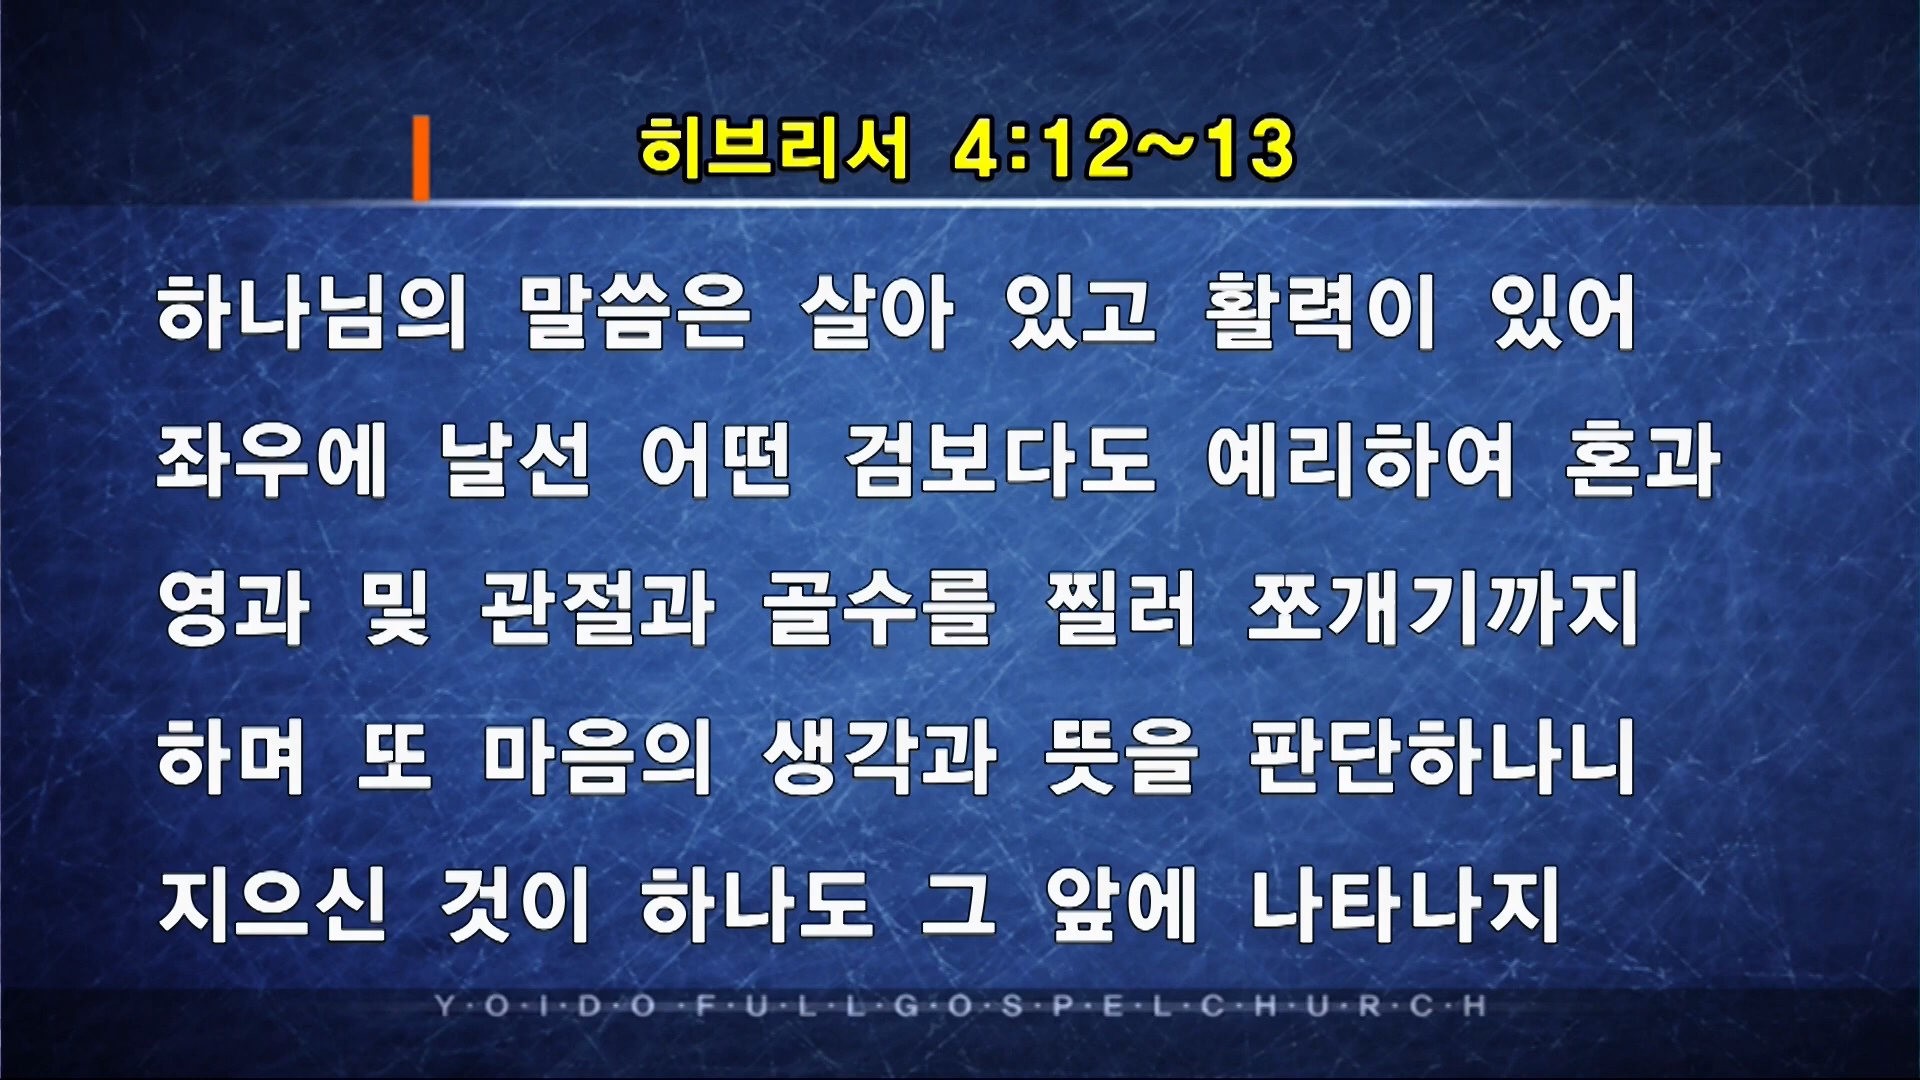 히브리서 4:12~13
하나님의 말씀은 살아 있고 활력이 있어
좌우에 날선 어떤 검보다도 예리하여 혼과
영과 및 관절과 골수를 찔러 쪼개기까지
하며 또 마음의 생각과 뜻을 판단하나니
지으신 것이 하나도 그 앞에 나타나지
Y·O·I·D·O·F·U·L·L·G·O·S·P·E·L·C·H·U·R·C·H